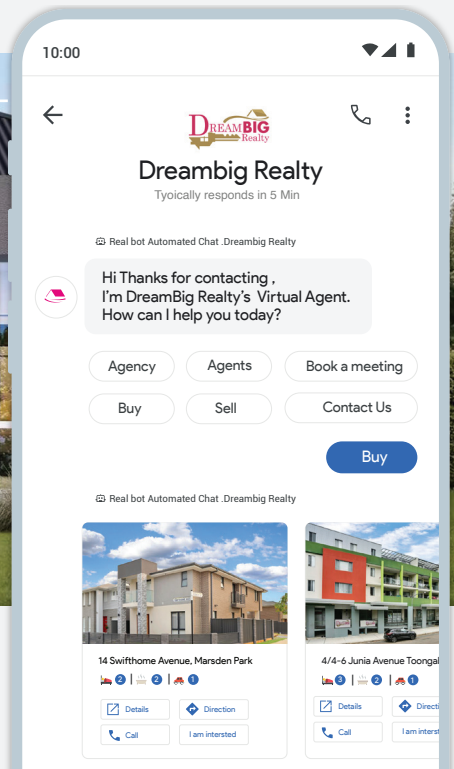 10:00
DREAMBIG
Realty
Dreambig Realty
Tyoically responds in 5 Min
Real bot Automated Chat .Dreambig Realty
Hi Thanks for contacting ,
I'm DreamBig Realty's Virtual Agent.
How can I help you today?
Agency Agents Book a meeting
Buy Sell Contact Us
Buy
Real bot Automated Chat .Dreambig Realty
14 Swifthome Avenue, Marsden Park
2 | 2 | 1
Details Direction
Call I am intersted
4/4-6 Junia Avenue Toongal
3 | 2 | 1
Details Directi
Call I am interst